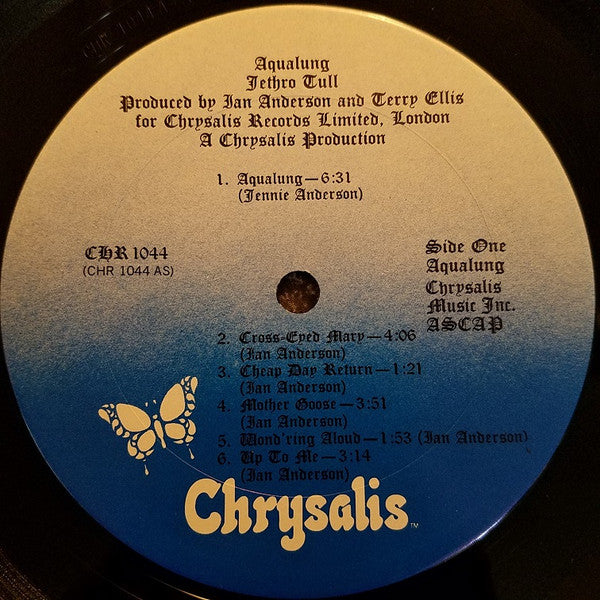 Aqualung
Jethro Tull
Produced by Ian Anderson and Terry Ellis
for Chrysalis Records Limited, London
A Chrysalis Production
1. Aqualung—6:31
(Jennie Anderson)
CHR 1044
(CHR 1044 AS)
Side One
Aqualung
Chrysalis
Music Inc.
ASCAP
2. Cross-Eyed Mary—4:06
(Ian Anderson)
3. Cheap Day Return—1:21
(Ian Anderson)
4. Mother Goose—3:51
(Ian Anderson)
5. Wond'ring Aloud—1:53 (Ian Anderson)
6. Up To Me—3:14
(Ian Anderson)
Chrysalis™